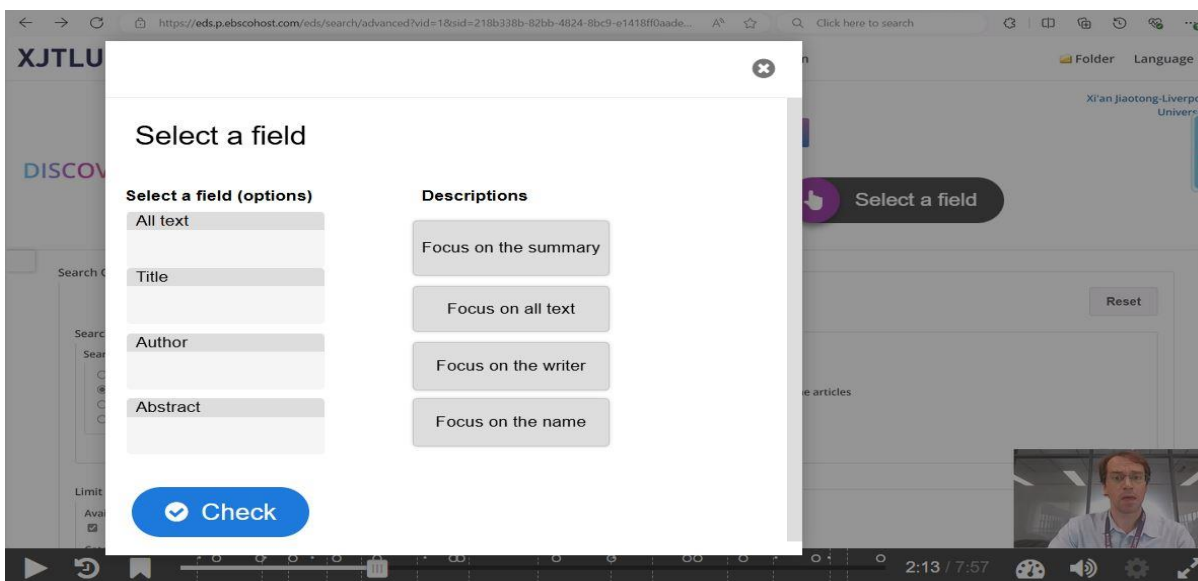 https://eds.p.ebscohost.com/eds/search/advanced?vid=1&sid=218b338b-82bb-4824-8bc9-e1418ff0aade...
Click here to search
XJTLU
Folder
Language
Xi'an Jiaotong-Liverpo
Univers
DISCOV
Select a field
Select a field
Select a field (options)
Descriptions
All text
Focus on the summary
Title
Focus on all text
Author
Focus on the writer
Abstract
Focus on the name
Check
Search
Reset
Searc
Sear
e articles
Limit
Avai
2:13 / 7:57